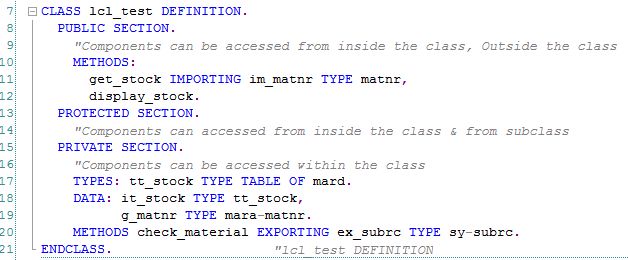 7 CLASS lcl_test DEFINITION.
8 PUBLIC SECTION.
9 "Components can be accessed from inside the class, Outside the class
10 METHODS:
11 get_stock IMPORTING im_matnr TYPE matnr,
12 display_stock.
13 PROTECTED SECTION.
14 "Components can accessed from inside the class & from subclass
15 PRIVATE SECTION.
16 "Components can be accessed within the class
17 TYPES: tt_stock TYPE TABLE OF mard.
18 DATA: it_stock TYPE tt_stock,
19 g_matnr TYPE mara-matnr.
20 METHODS check_material EXPORTING ex_subrc TYPE sy-subrc.
21 ENDCLASS. "lcl_test DEFINITION